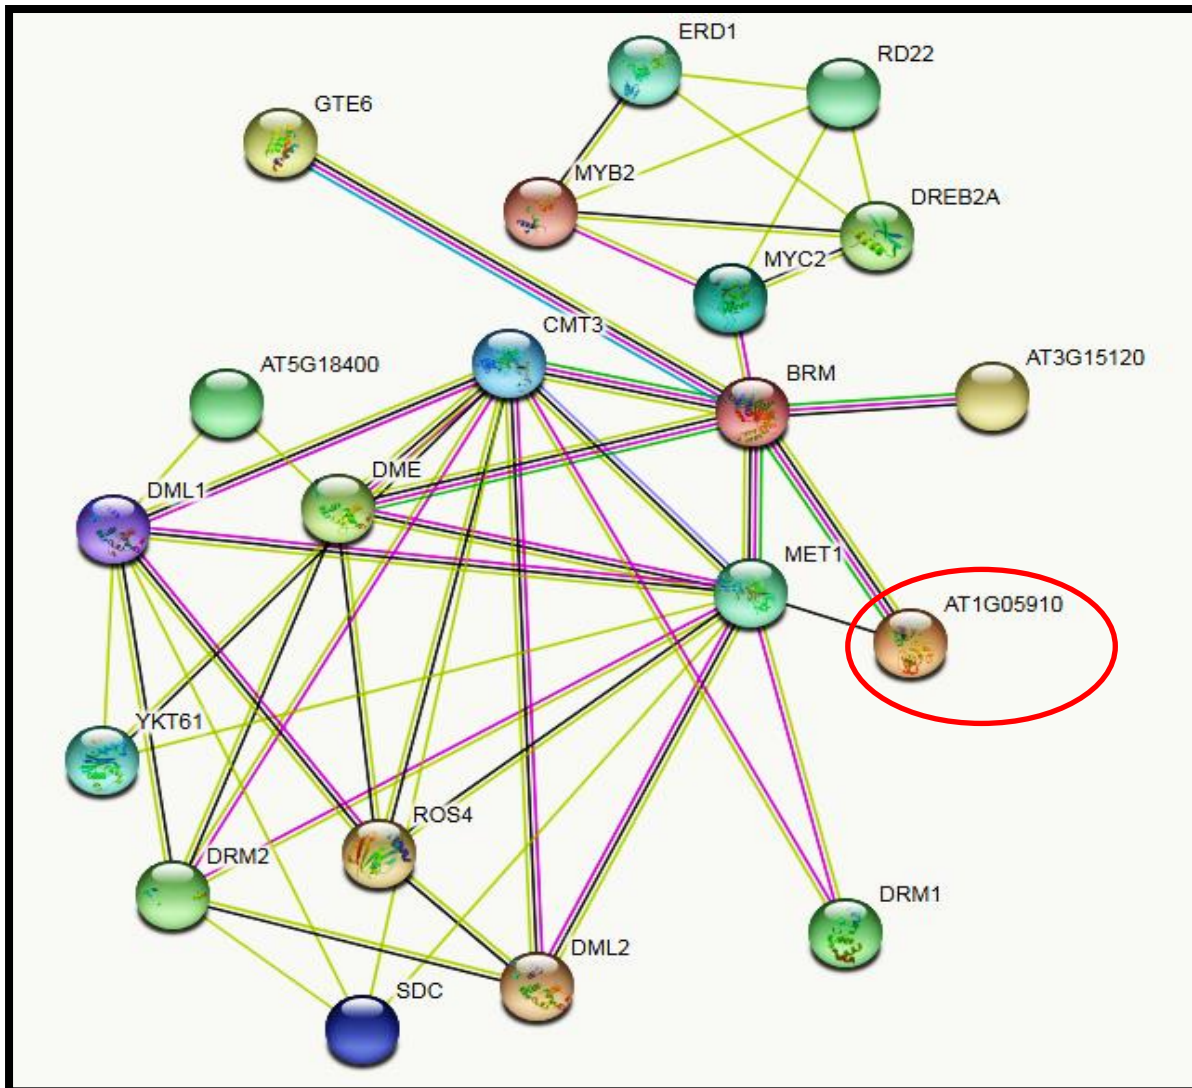 ERD1
RD22
GTE6
MYB2
DREB2A
MYC2
CMT3
AT3G15120
AT5G18400
BRM
DME
DML1
MET1
AT1G05910
YKT61
ROS4
DRM2
DRM1
DML2
SDC